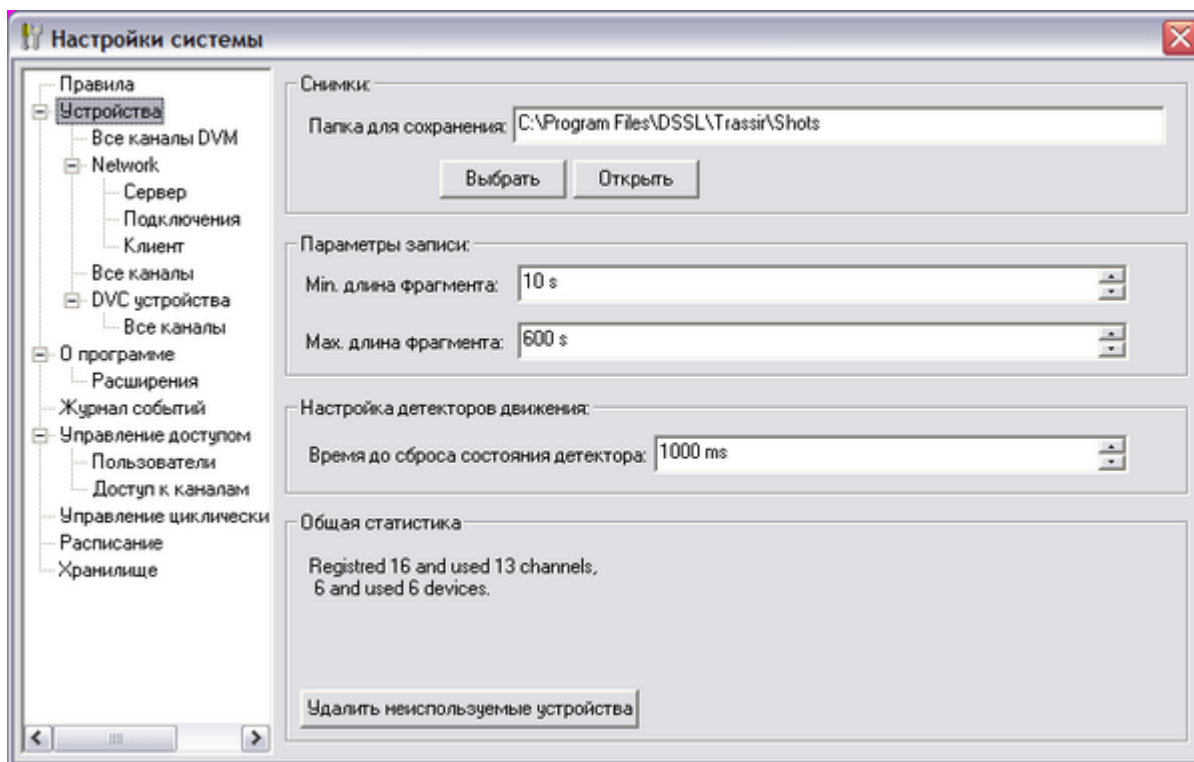 Настройки системы
Правила
Устройства
Все каналы DVM
Network
Сервер
Подключения
Клиент
Все каналы
DVC устройства
Все каналы
О программе
Расширения
Журнал событий
Управление доступом
Пользователи
Доступ к каналам
Управление циклически
Расписание
Хранилище
Снимки:
Папка для сохранения: C:\Program Files\DSSL\Trassir\Shots
Выбрать Открыть
Параметры записи:
Min. длина фрагмента: 10 s
Max. длина фрагмента: 600 s
Настройка детекторов движения:
Время до сброса состояния детектора: 1000 ms
Общая статистика
Registred 16 and used 13 channels,
6 and used 6 devices.
Удалить неиспользуемые устройства